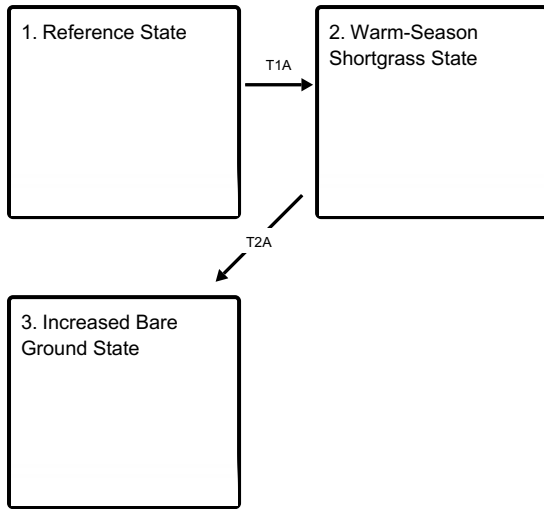 1. Reference State
T1A
2. Warm-Season
Shortgrass State
T2A
3. Increased Bare
Ground State